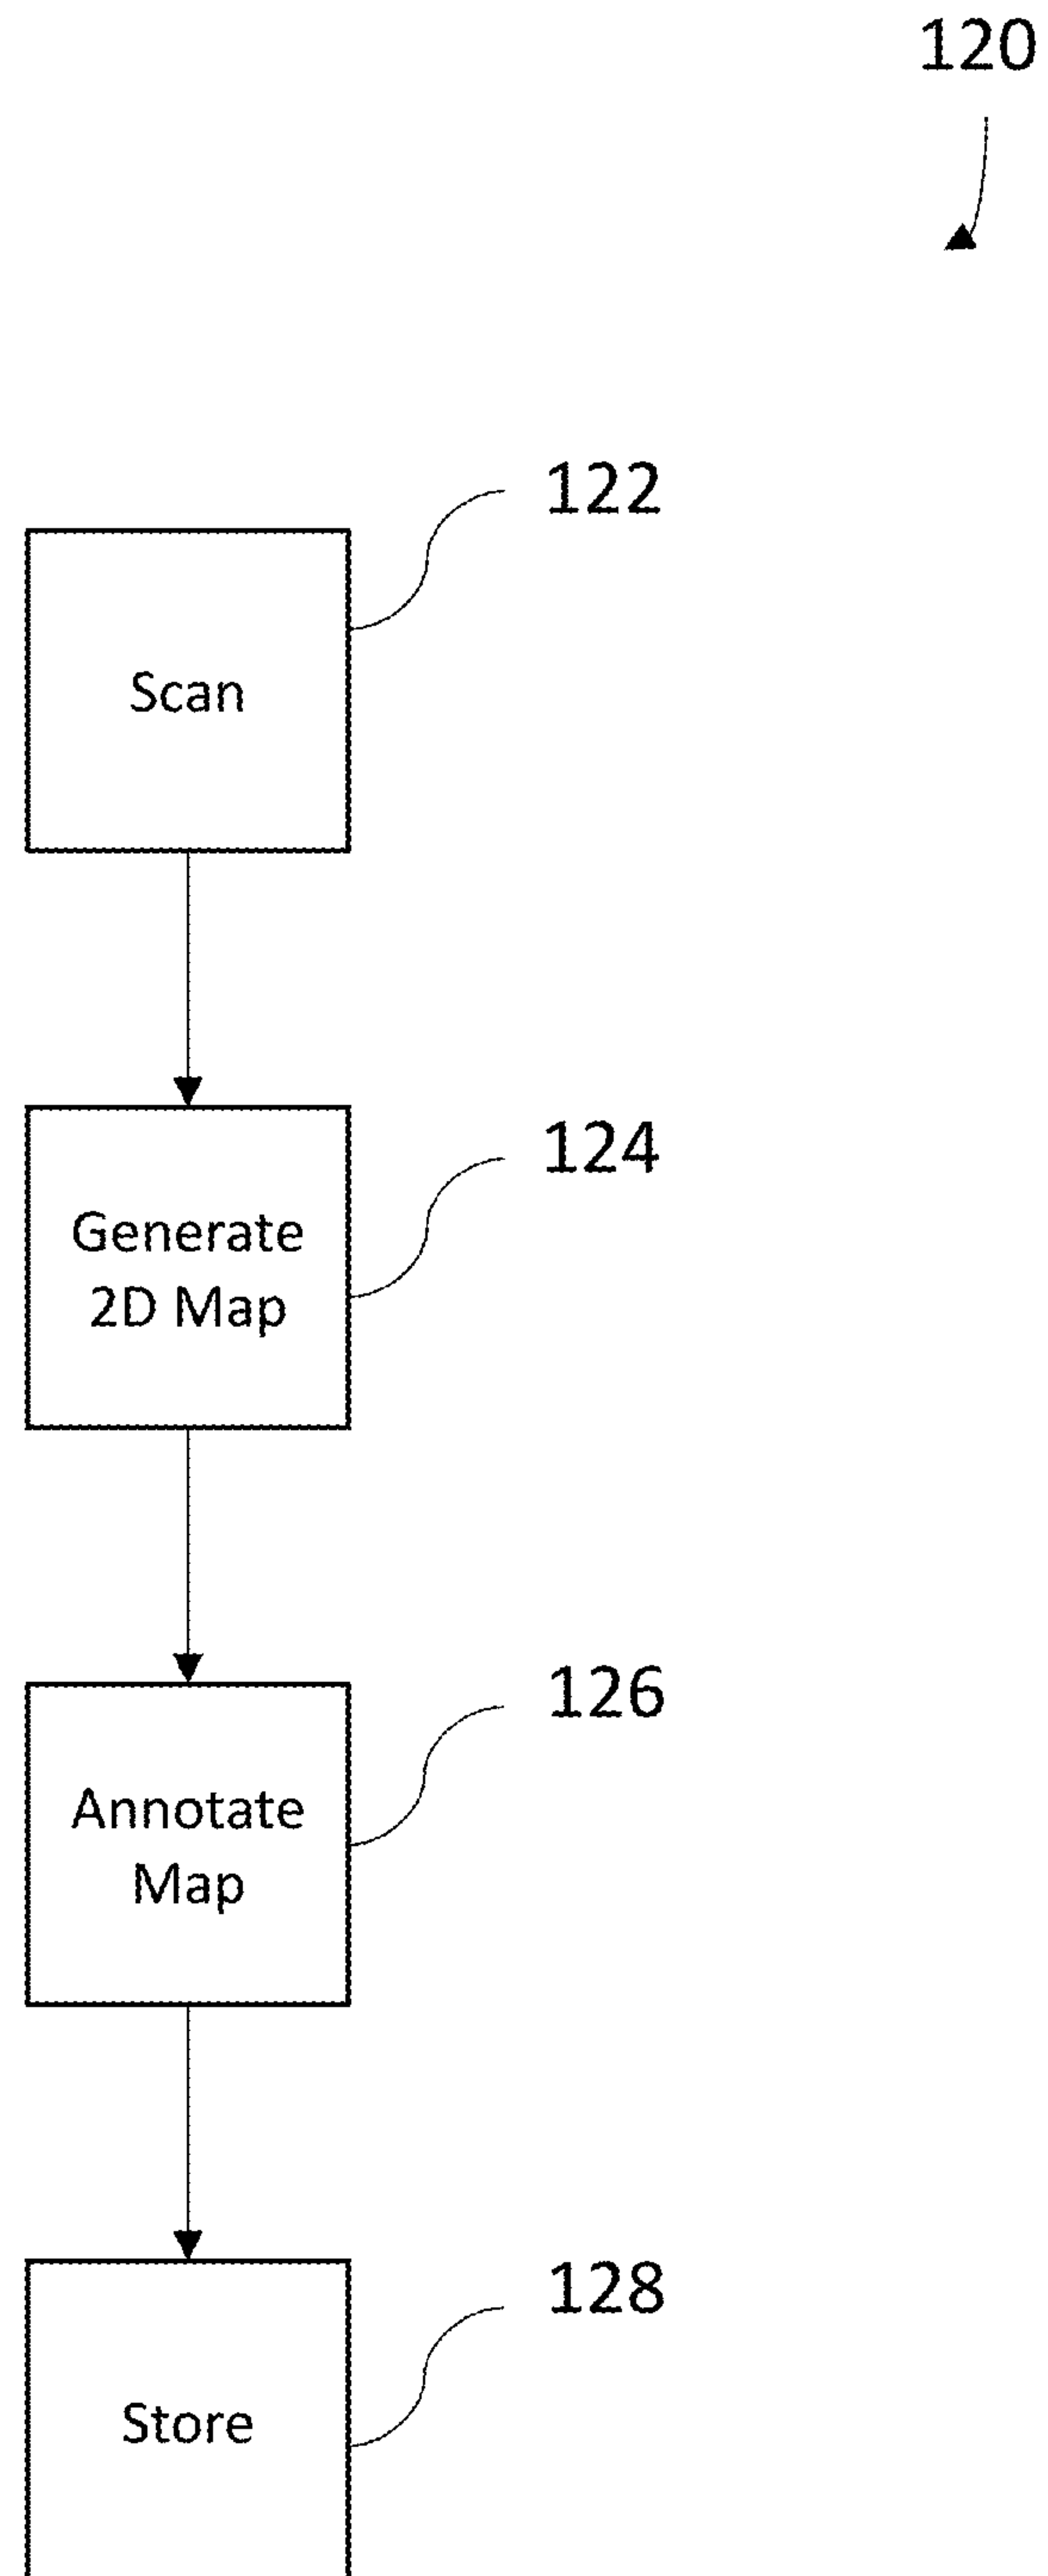 120
122
Scan
124
Generate
2D Map
126
Annotate
Map
128
Store